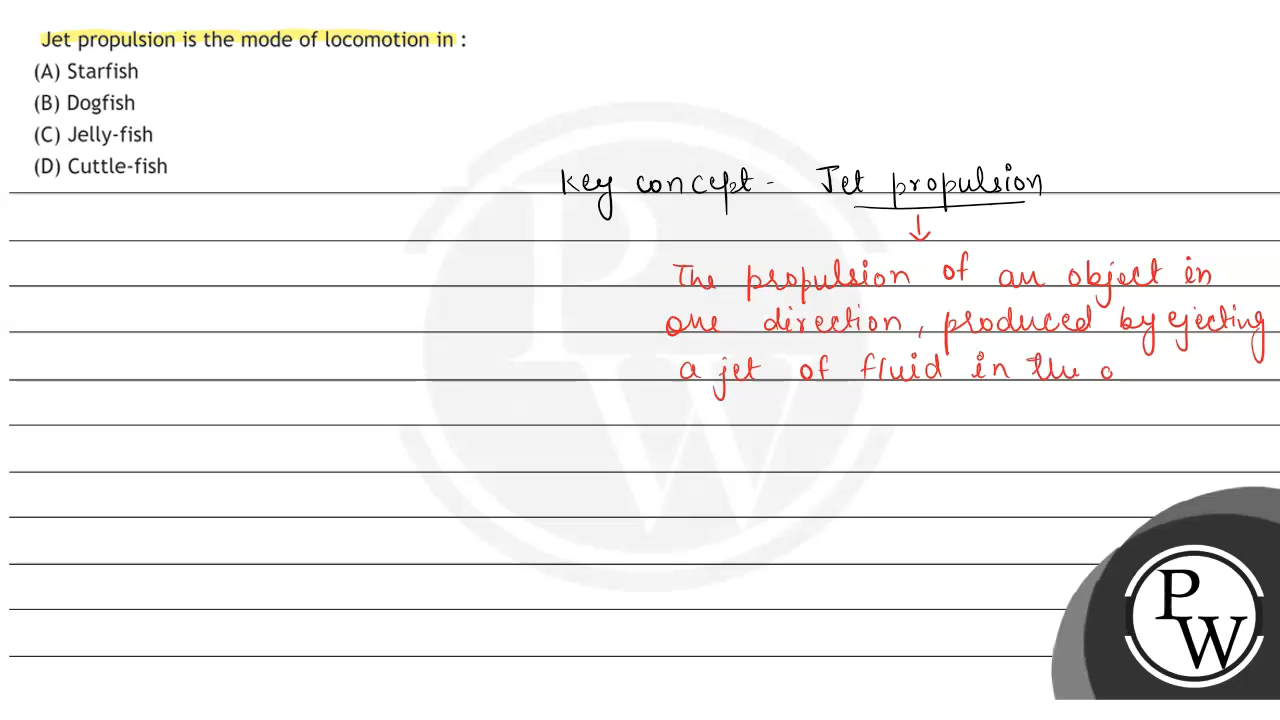 Jet propulsion is the mode of locomotion in :
(A) Starfish
(B) Dogfish
(C) Jelly-fish
(D) Cuttle-fish
Key concept - Jet propulsion
↓
The propulsion of an object in
one direction, produced by ejecting
a jet of fluid in the o
P
W
P
W